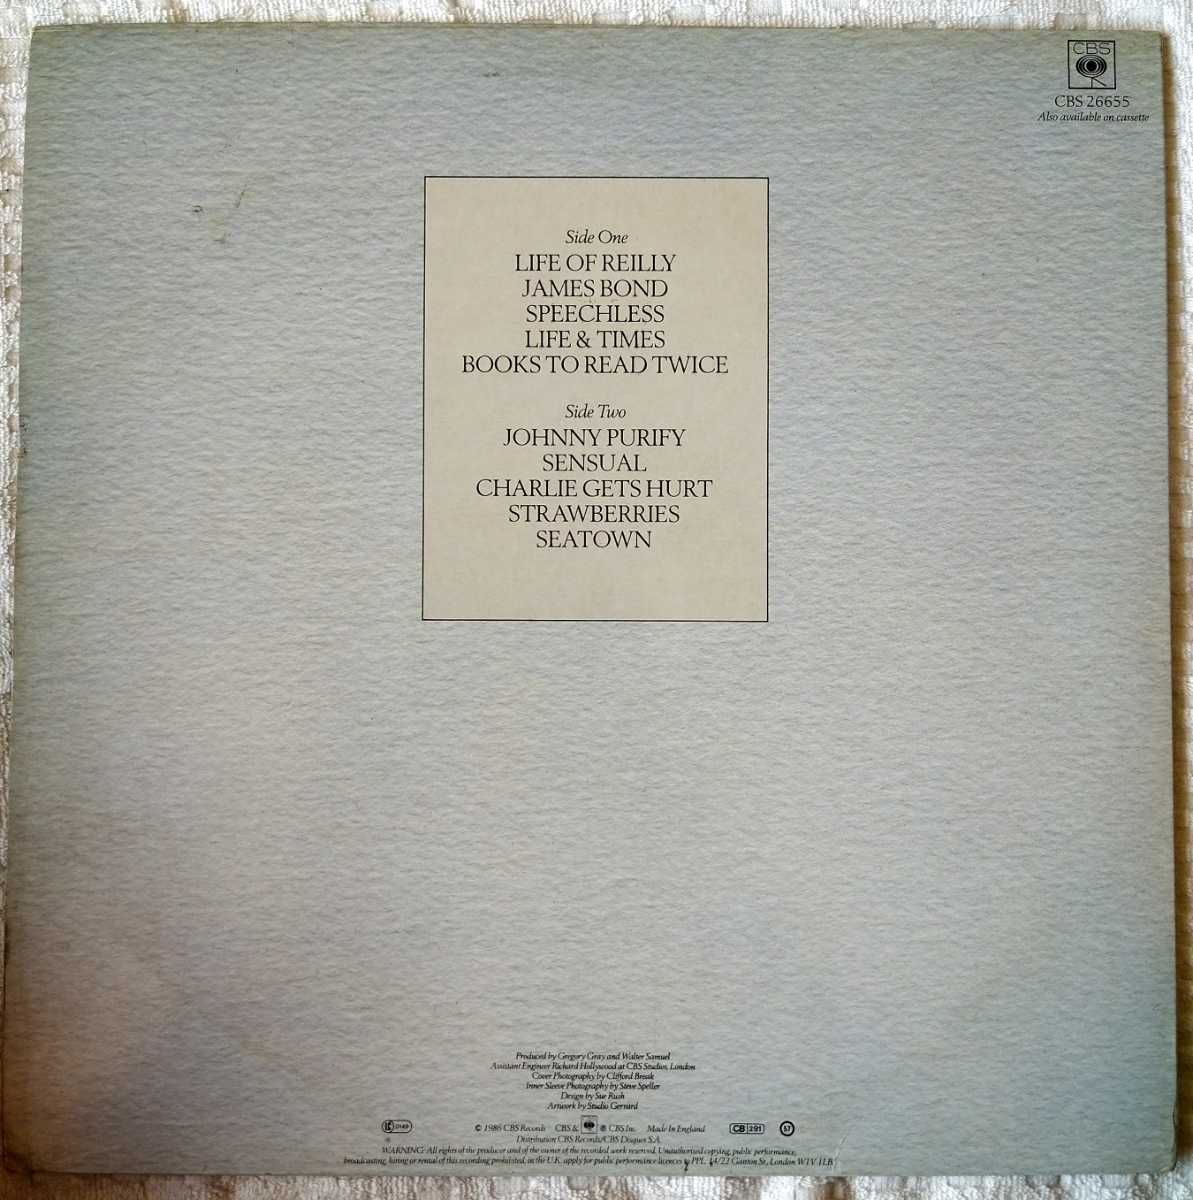 CBS
CBS 26655
Also available on cassette
Side One
LIFE OF REILLY
JAMES BOND
SPEECHLESS
LIFE & TIMES
BOOKS TO READ TWICE
Side Two
JOHNNY PURIFY
SENSUAL
CHARLIE GETS HURT
STRAWBERRIES
SEATOWN
Produced by Gregory Gray and Walter Samuel
Assistant Engineer Richard Hollywood at CBS Studios, London
Cover Photography by Clifford Break
Inner Sleeve Photography by Steve Speller
Design by Sue Rush
Artwork by Studio Gerrard
LC 0149 © 1986 CBS Records CBS & ℗ CBS Inc. Made in England CB 291 57
Distribution CBS Records/CBS Disques S.A.
WARNING: All rights of the producer and of the owner of the recorded work reserved. Unauthorised copying, public performance,
broadcasting, hiring or rental of this recording prohibited, in the U.K. apply for public performance licences to PPL 14/22 Ganton St., London W1V 1LB